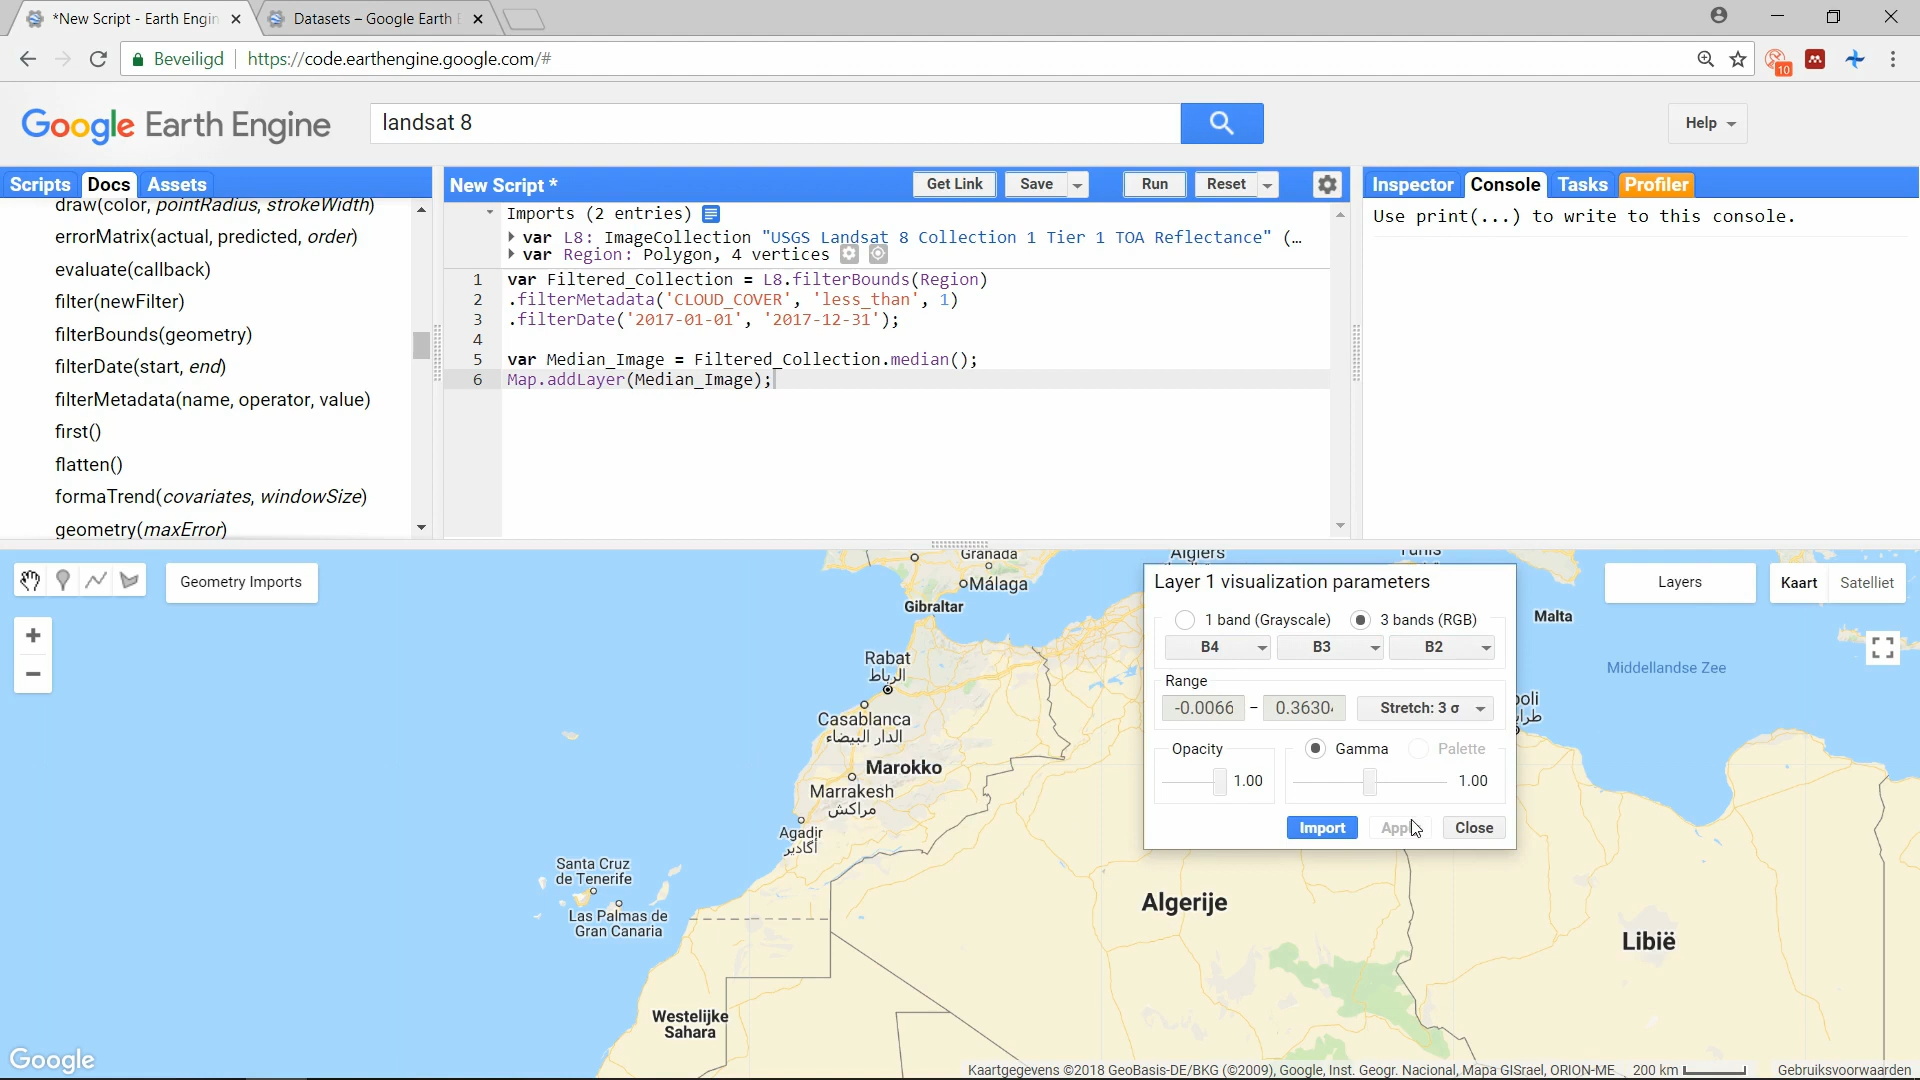 *New Script - Earth Engin
Datasets – Google Earth E
Beveiligd
https://code.earthengine.google.com/#
10
Google Earth Engine
landsat 8
Help
Scripts Docs Assets
draw(color, pointRadius, strokeWidth)
errorMatrix(actual, predicted, order)
evaluate(callback)
filter(newFilter)
filterBounds(geometry)
filterDate(start, end)
filterMetadata(name, operator, value)
first()
flatten()
formaTrend(covariates, windowSize)
geometry(maxError)
New Script *
Get Link Save Run Reset
Imports (2 entries)
var L8: ImageCollection "USGS Landsat 8 Collection 1 Tier 1 TOA Reflectance" (…
var Region: Polygon, 4 vertices
1 var Filtered_Collection = L8.filterBounds(Region)
2 .filterMetadata('CLOUD_COVER', 'less_than', 1)
3 .filterDate('2017-01-01', '2017-12-31');
4
5 var Median_Image = Filtered_Collection.median();
6 Map.addLayer(Median_Image);
Inspector Console Tasks Profiler
Use print(...) to write to this console.
Geometry Imports
+
−
Layers
Kaart Satelliet
Layer 1 visualization parameters
1 band (Grayscale) 3 bands (RGB)
B4 B3 B2
Range
-0.0066 – 0.3630
Stretch: 3 σ
Opacity
1.00
Gamma Palette
1.00
Import Close
Granada
Málaga
Gibraltar
Algiers
Tunis
Malta
Middellandse Zee
Rabat
الرباط
Casablanca
الدار البيضاء
Marokko
Marrakesh
مراكش
Agadir
أكادير
Santa Cruz
de Tenerife
Las Palmas de
Gran Canaria
Algerije
Libië
Westelijke
Sahara
Google
Kaartgegevens ©2018 GeoBasis-DE/BKG (©2009), Google, Inst. Geogr. Nacional, Mapa GISrael, ORION-ME 200 km Gebruiksvoorwaarden